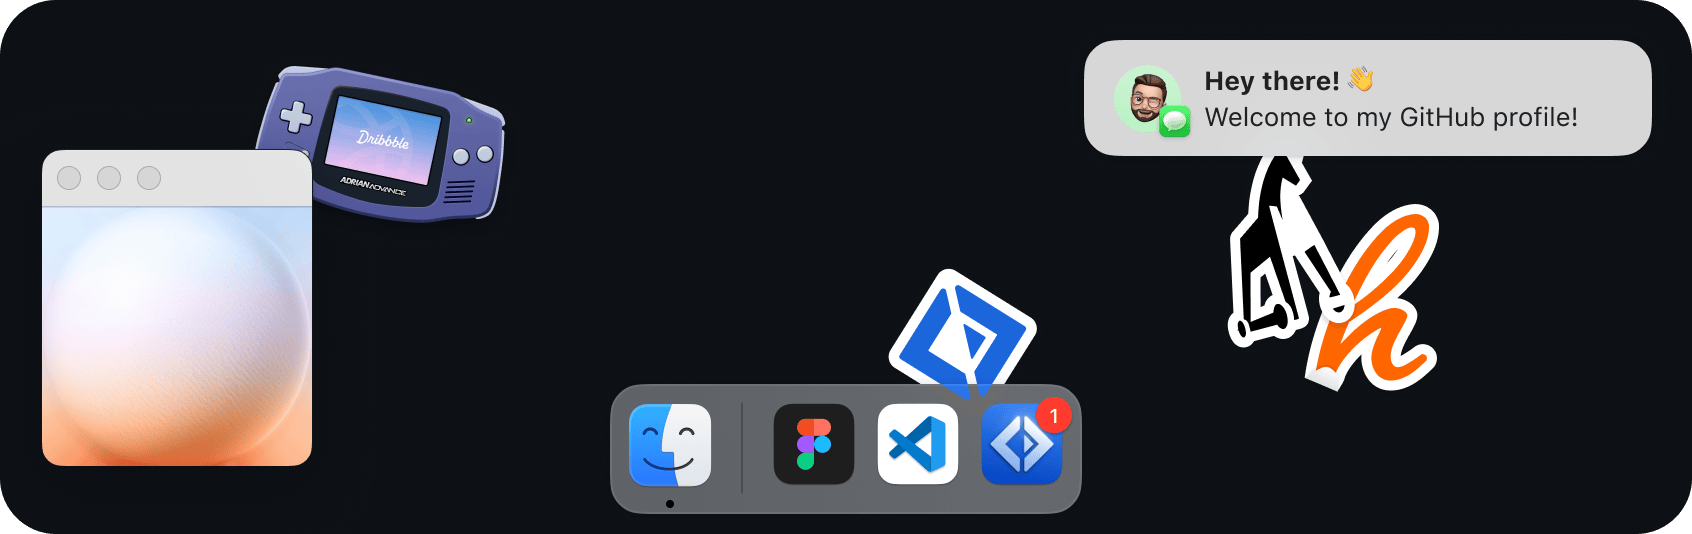 Hey there! 👋
Welcome to my GitHub profile!
Dribbble
ADRIANADVANCE
h
1